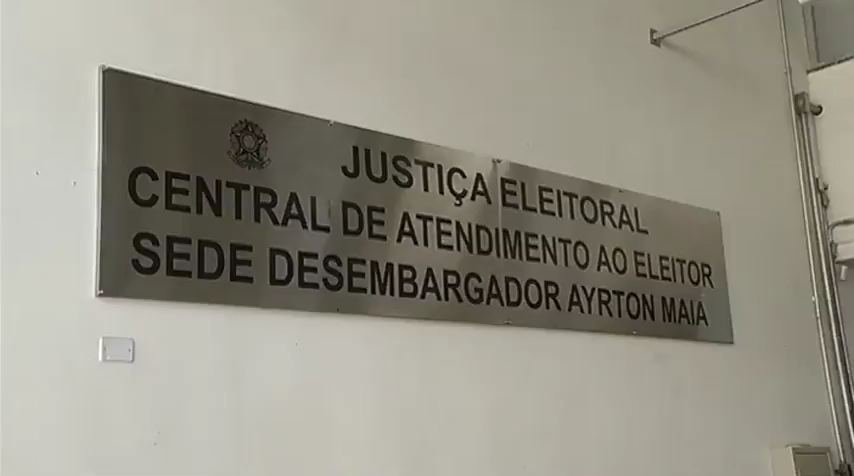 JUSTIÇA ELEITORAL
CENTRAL DE ATENDIMENTO AO ELEITOR
SEDE DESEMBARGADOR AYRTON MAIA